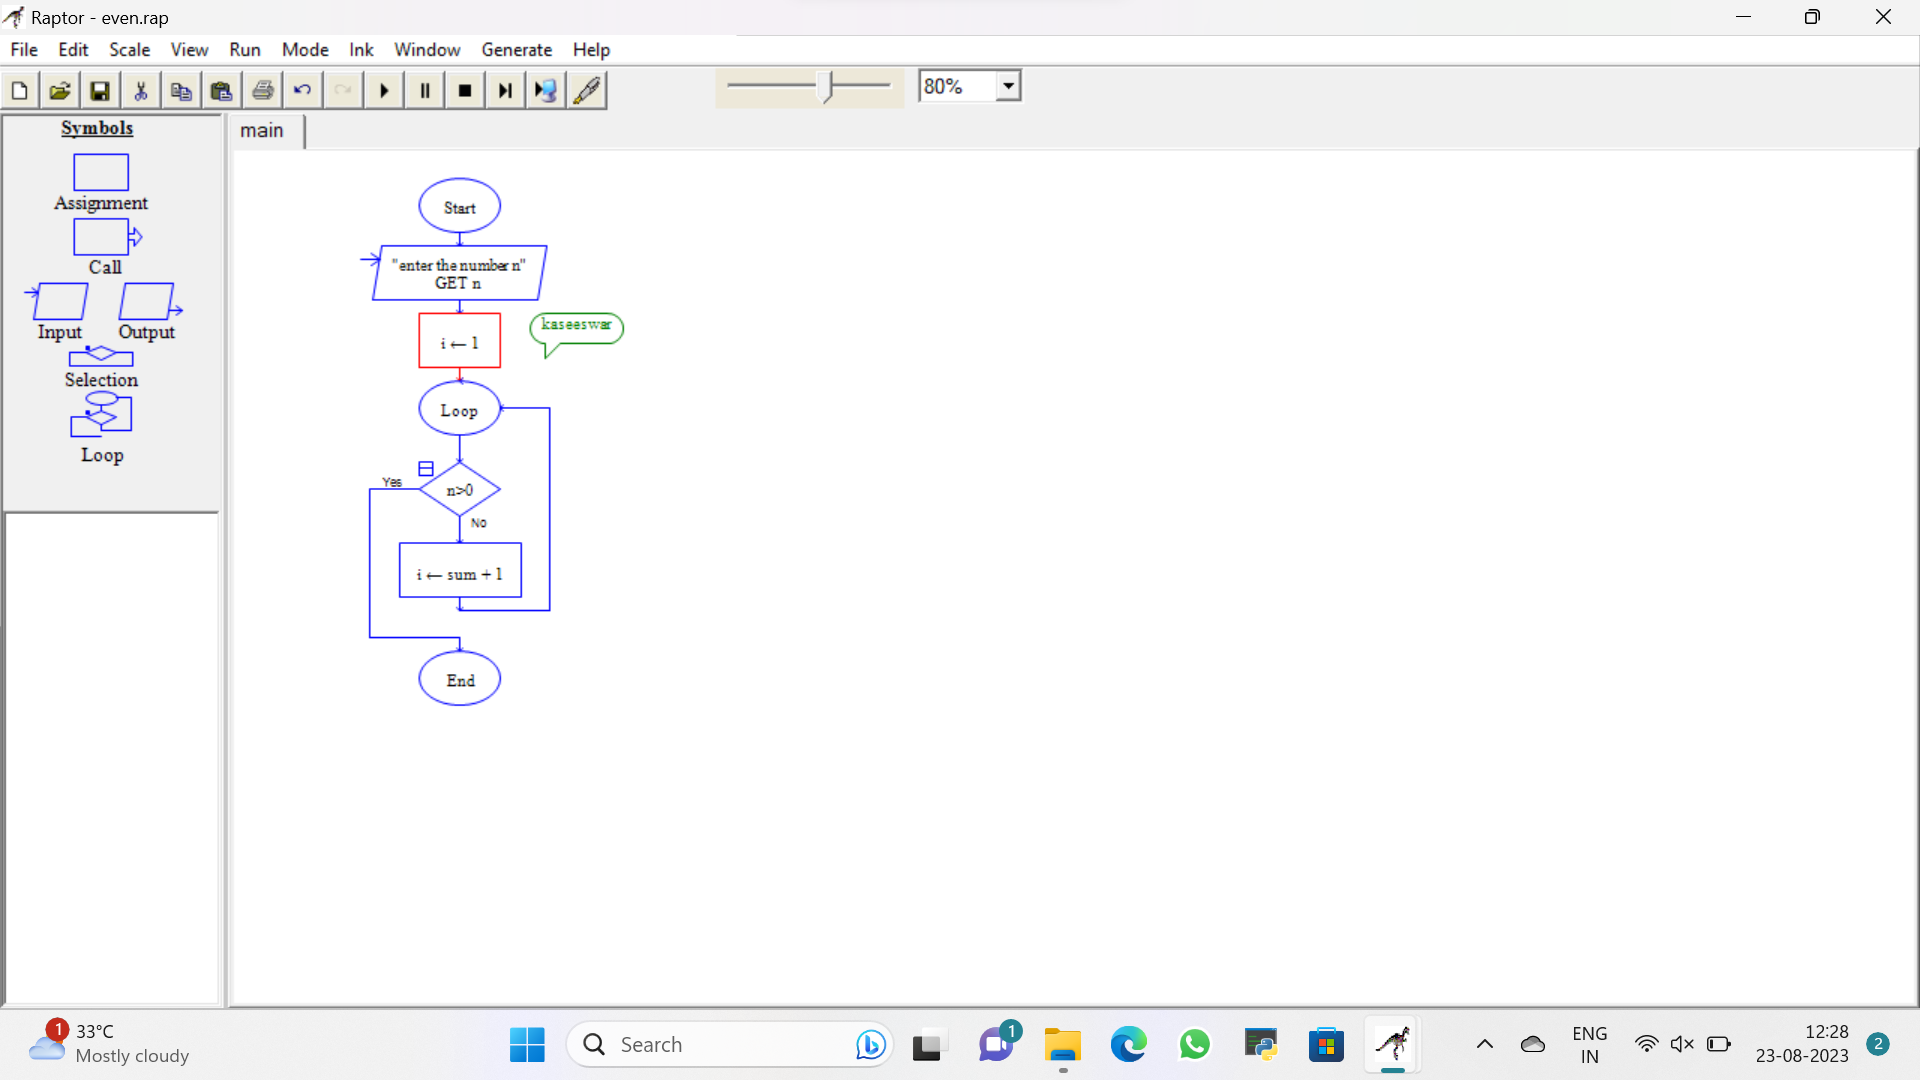 Raptor - even.rap
File Edit Scale View Run Mode Ink Window Generate Help
80%
Symbols
Assignment
Call
Input Output
Selection
Loop
main
Start
"enter the number n"
GET n
kaseeswar
i ← 1
Loop
Yes
n>0
No
i ← sum + 1
End
1
33°C
Mostly cloudy
Search
1
ENG
IN
12:28
23-08-2023
2